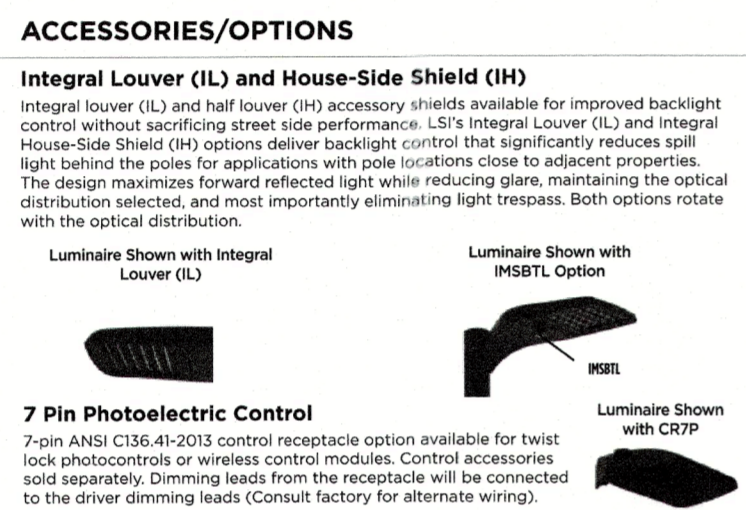 ACCESSORIES/OPTIONS
Integral Louver (IL) and House-Side Shield (IH)
Integral louver (IL) and half louver (IH) accessory shields available for improved backlight
control without sacrificing street side performance. LSI's Integral Louver (IL) and Integral
House-Side Shield (IH) options deliver backlight control that significantly reduces spill
light behind the poles for applications with pole locations close to adjacent properties.
The design maximizes forward reflected light while reducing glare, maintaining the optical
distribution selected, and most importantly eliminating light trespass. Both options rotate
with the optical distribution.
Luminaire Shown with Integral
Louver (IL)
Luminaire Shown with
IMSBTL Option
IMSBTL
7 Pin Photoelectric Control
7-pin ANSI C136.41-2013 control receptacle option available for twist
lock photocontrols or wireless control modules. Control accessories
sold separately. Dimming leads from the receptacle will be connected
to the driver dimming leads (Consult factory for alternate wiring).
Luminaire Shown
with CR7P